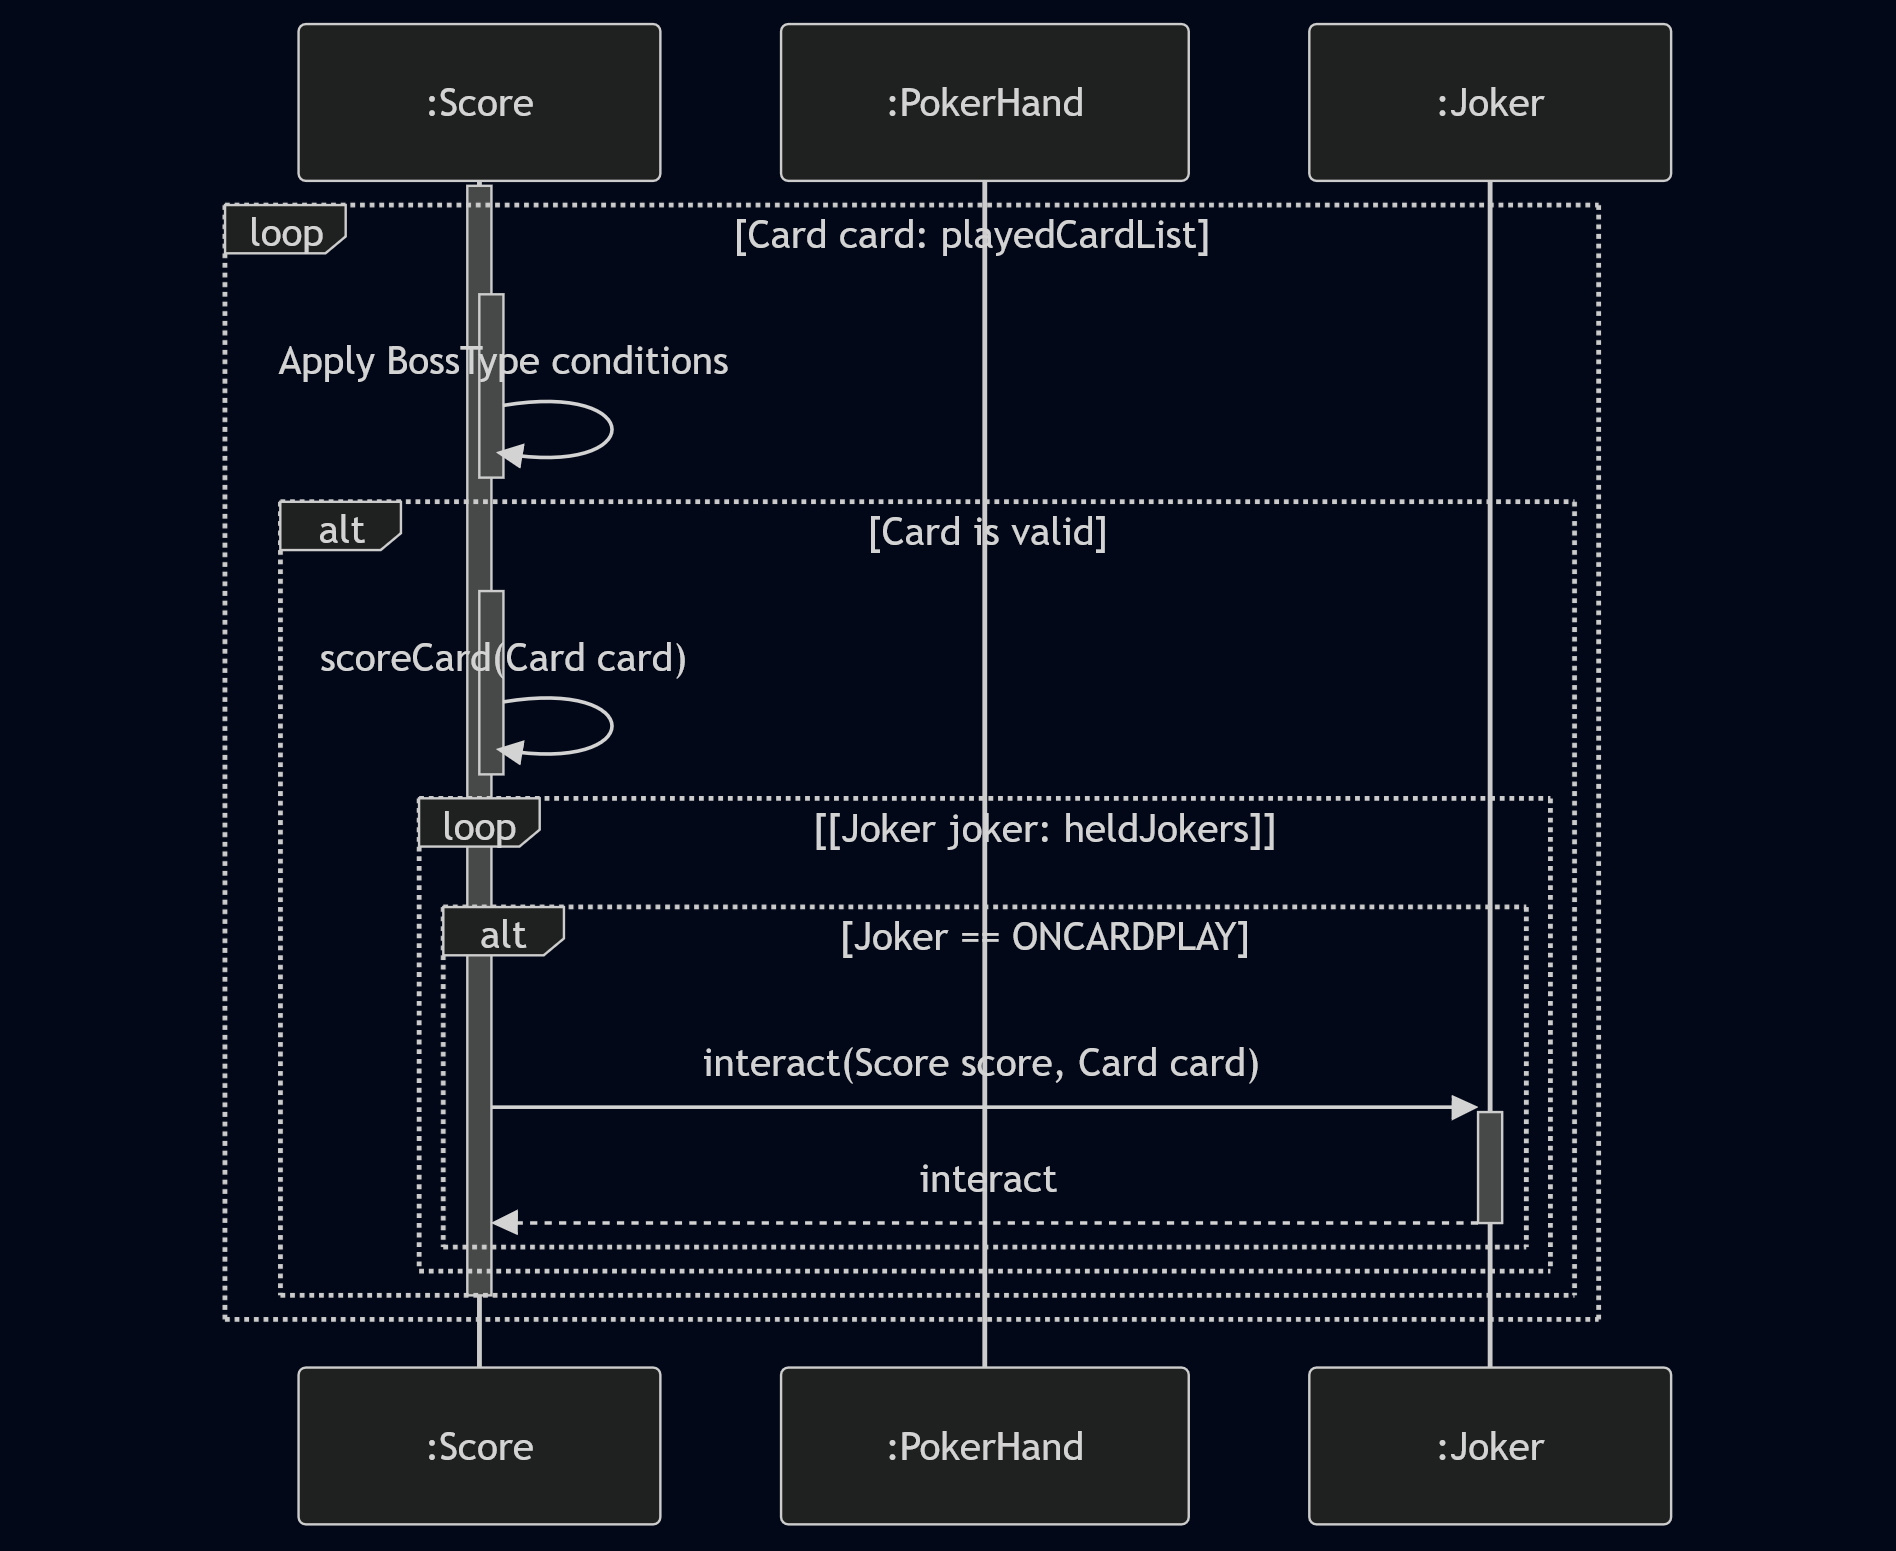 :Score
:PokerHand
:Joker
loop
[Card card: playedCardList]
Apply BossType conditions
alt
[Card is valid]
scoreCard(Card card)
loop
[[Joker joker: heldJokers]]
alt
[Joker == ONCARDPLAY]
interact(Score score, Card card)
interact
:Score
:PokerHand
:Joker